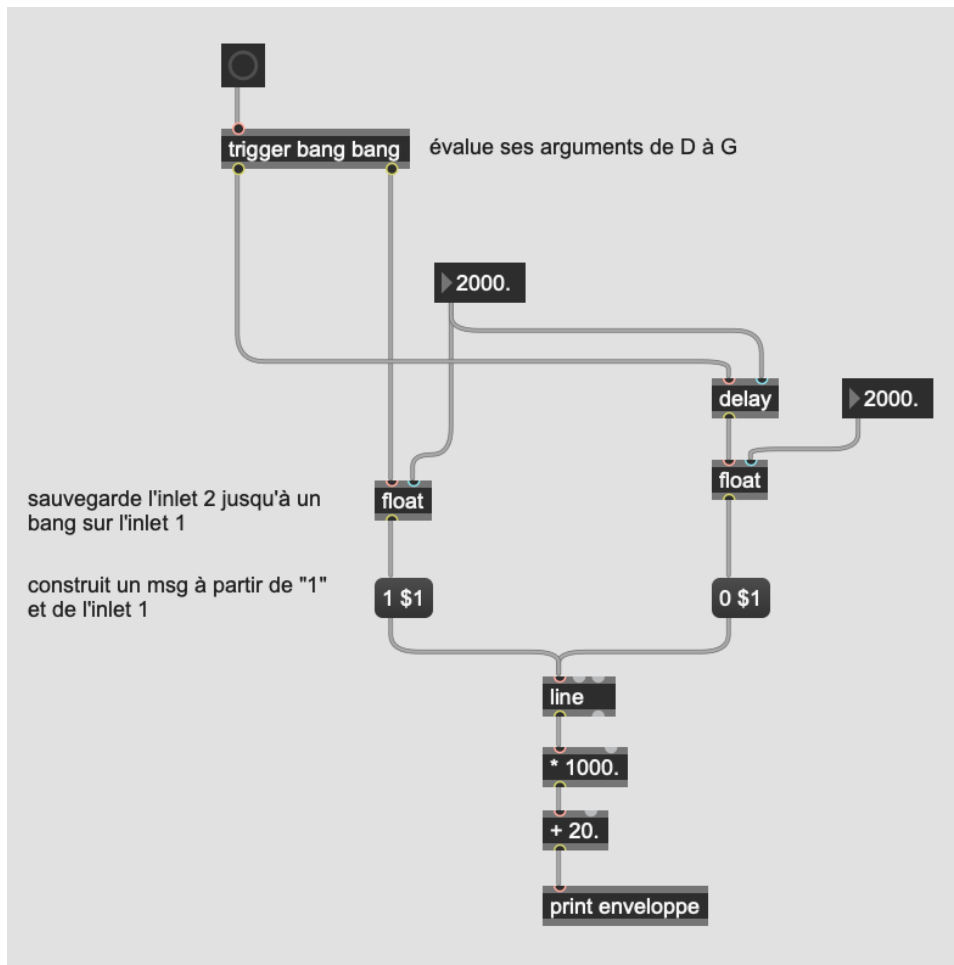 trigger bang bang
évalue ses arguments de D à G
2000.
delay
2000.
float
float
sauvegarde l'inlet 2 jusqu'à un
bang sur l'inlet 1
construit un msg à partir de "1"
et de l'inlet 1
1 $1
0 $1
line
* 1000.
+ 20.
print enveloppe